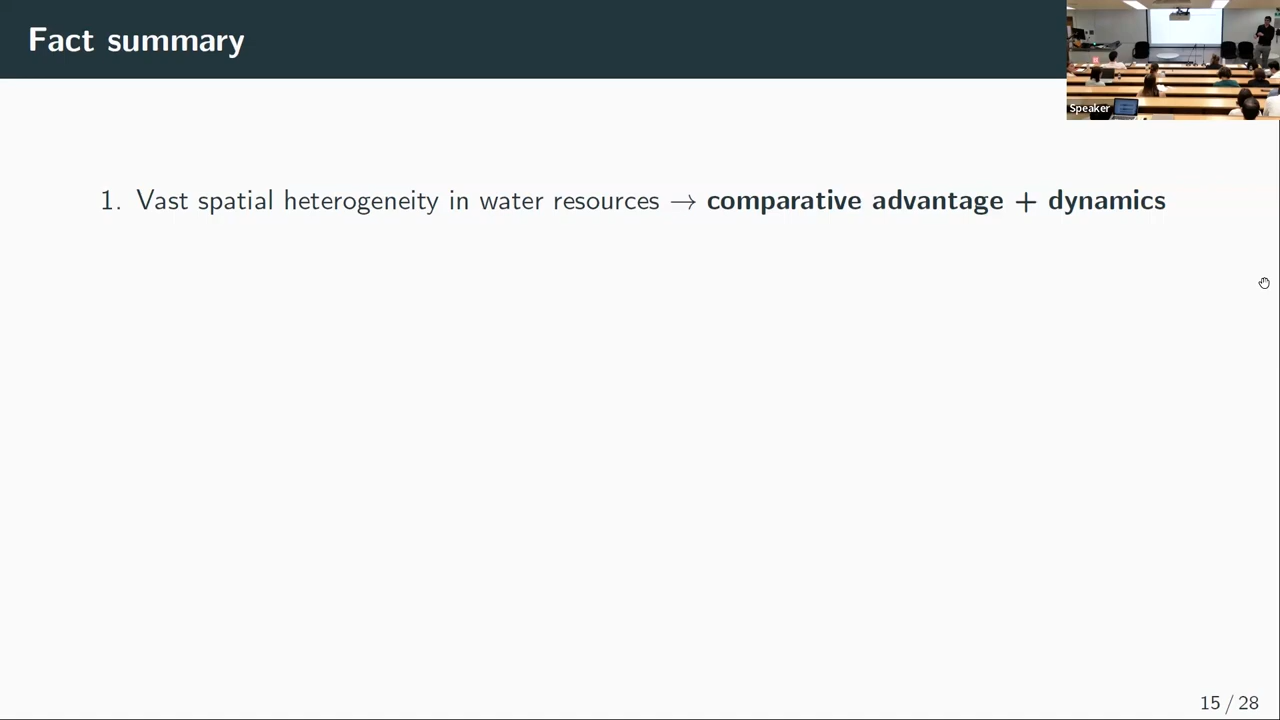 Fact summary
Speaker
1. Vast spatial heterogeneity in water resources → comparative advantage + dynamics
15 / 28